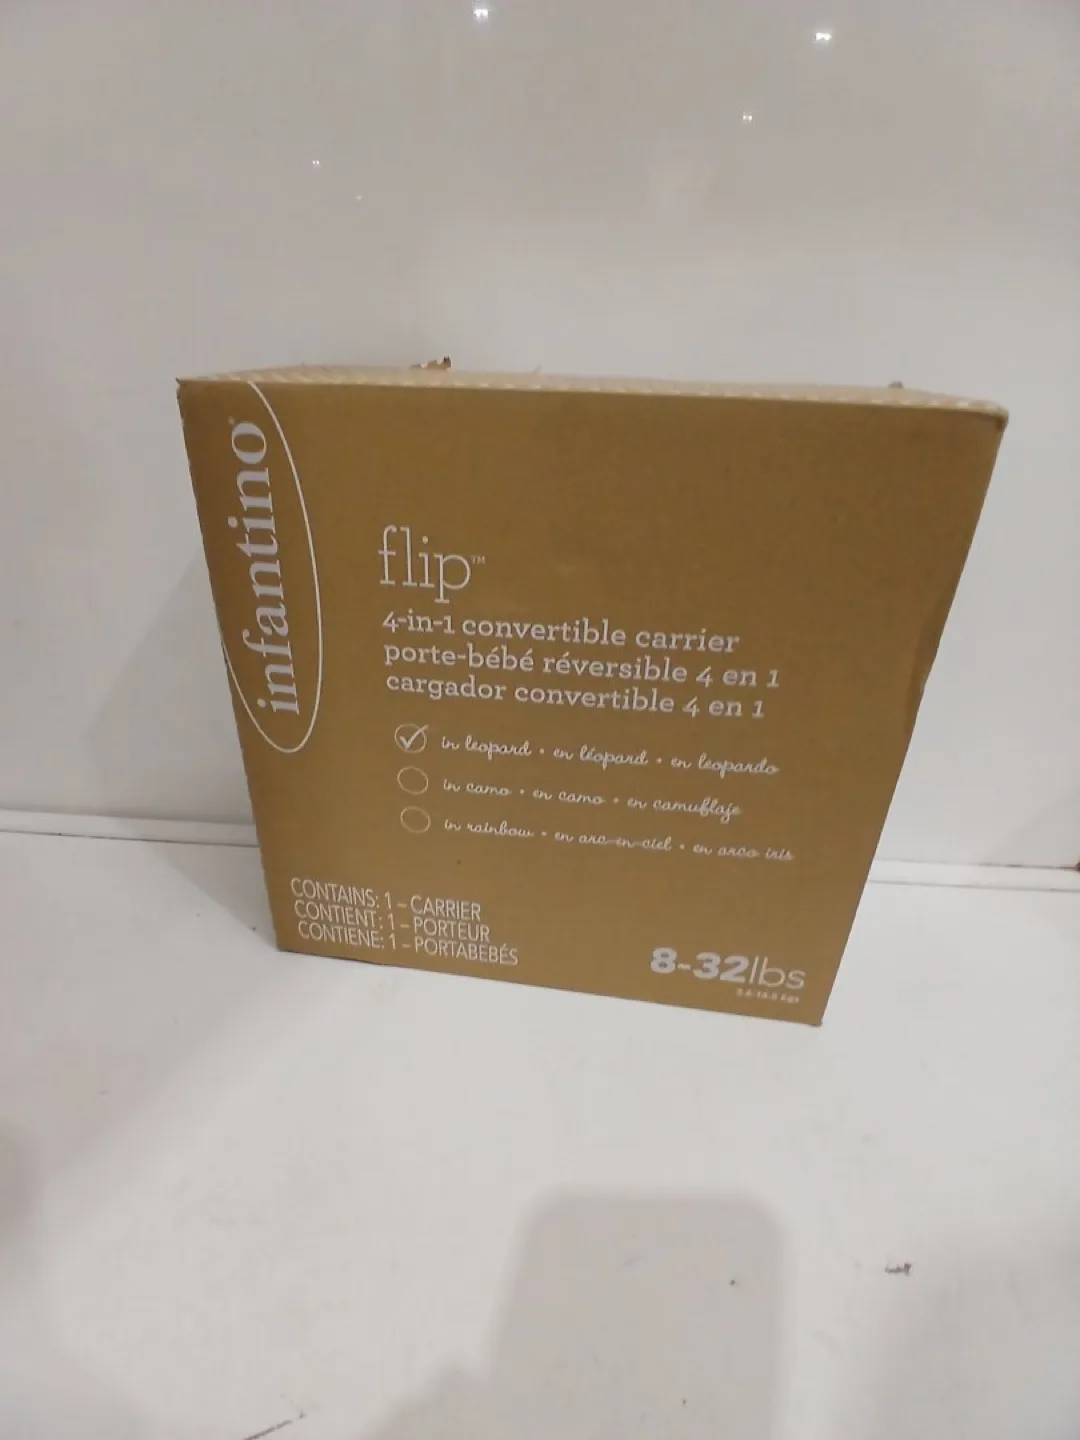 infantino
flip™
4-in-1 convertible carrier
porte-bébé réversible 4 en 1
cargador convertible 4 en 1
in leopard • en léopard • en leopardo
in camo • en camo • en camuflaje
in rainbow • en arc-en-ciel • en arco iris
CONTAINS: 1 – CARRIER
CONTIENT: 1 – PORTEUR
CONTIENE: 1 – PORTABEBÉS
8-32lbs